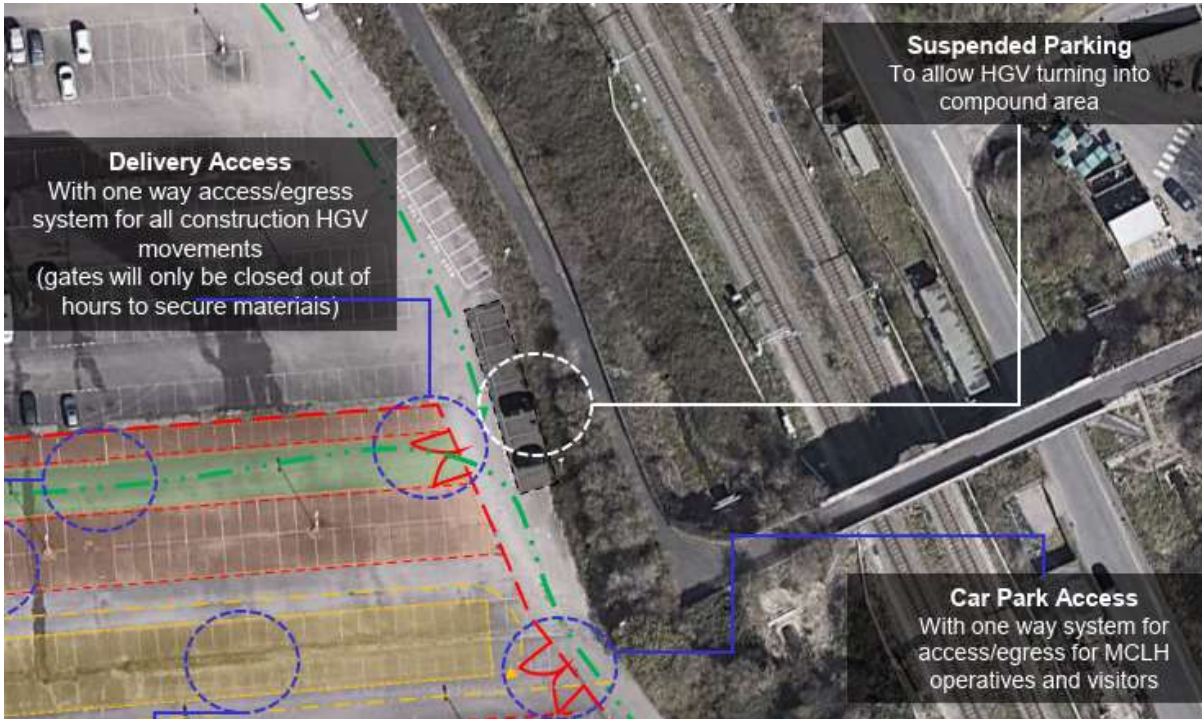 Suspended Parking
To allow HGV turning into
compound area
Delivery Access
With one way access/egress
system for all construction HGV
movements
(gates will only be closed out of
hours to secure materials)
Car Park Access
With one way system for
access/egress for MCLH
operatives and visitors